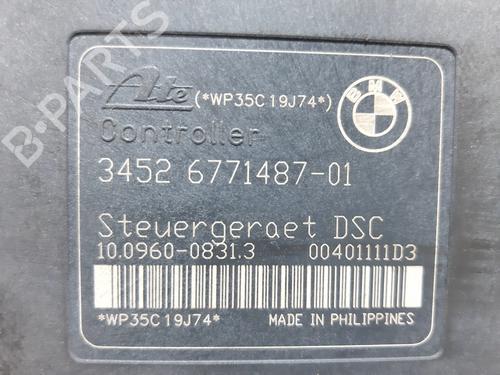 Ate (*WP35C19J74*) BMW
Controller
3452 6771487-01
Steuergeraet DSC
10.0960-0831.3 00401111D3
*WP35C19J74* MADE IN PHILIPPINES
B-PARTS